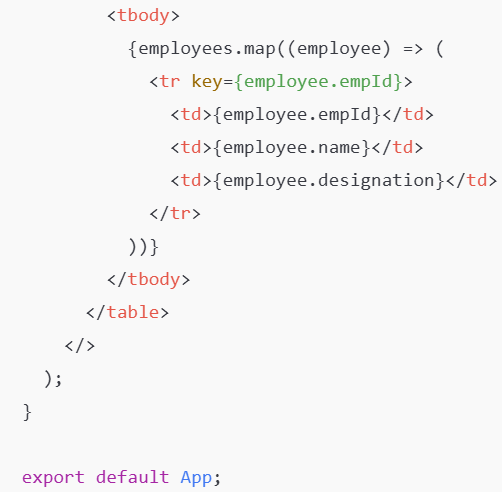 <tbody>
{employees.map((employee) => (
<tr key={employee.empId}>
<td>{employee.empId}</td>
<td>{employee.name}</td>
<td>{employee.designation}</td>
</tr>
))}
</tbody>
</table>
</>
);
}
export default App;